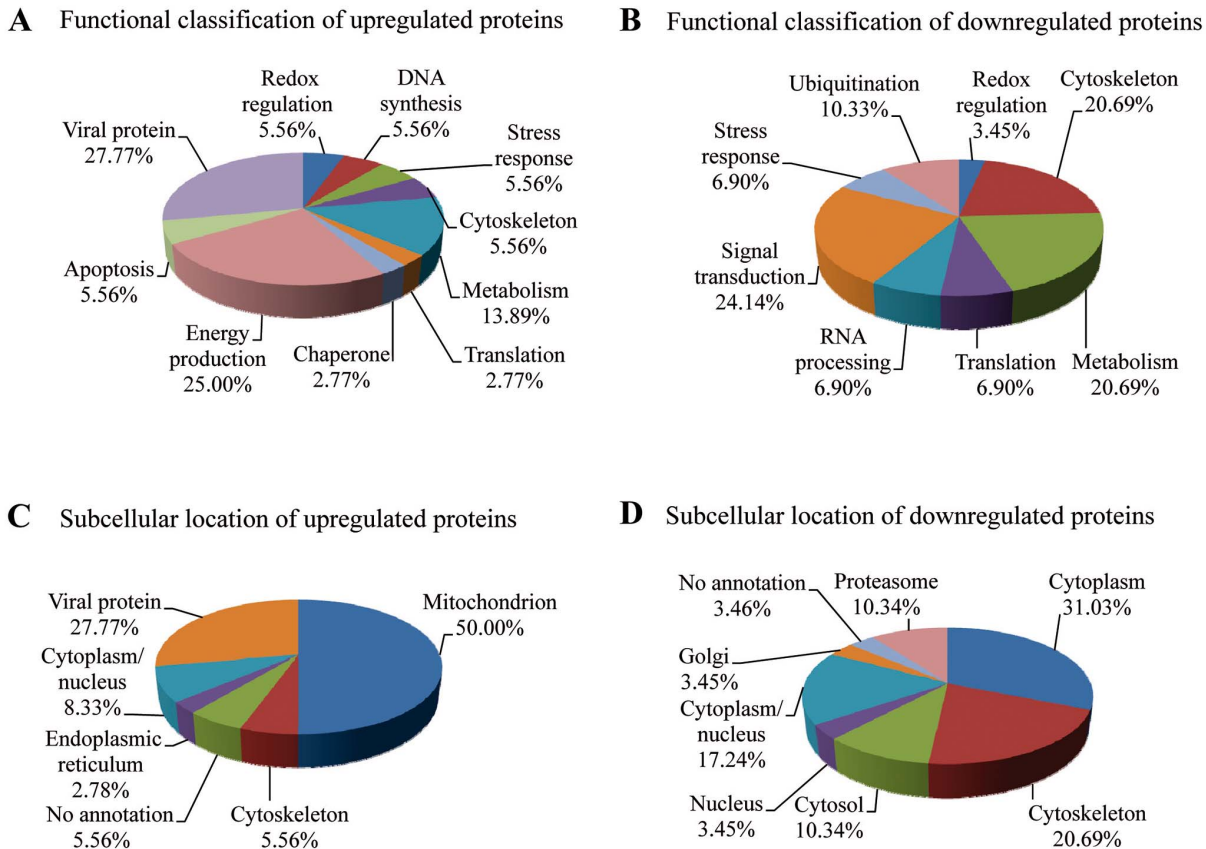 A Functional classification of upregulated proteins
Redox
regulation
5.56%
DNA
synthesis
5.56%
Stress
response
5.56%
Cytoskeleton
5.56%
Metabolism
13.89%
Translation
2.77%
Chaperone
2.77%
Energy
production
25.00%
Apoptosis
5.56%
Viral protein
27.77%
B Functional classification of downregulated proteins
Redox
regulation
3.45%
Cytoskeleton
20.69%
Metabolism
20.69%
Translation
6.90%
RNA
processing
6.90%
Signal
transduction
24.14%
Stress
response
6.90%
Ubiquitination
10.33%
C Subcellular location of upregulated proteins
Mitochondrion
50.00%
Cytoskeleton
5.56%
No annotation
5.56%
Endoplasmic
reticulum
2.78%
Cytoplasm/
nucleus
8.33%
Viral protein
27.77%
D Subcellular location of downregulated proteins
Cytoplasm
31.03%
Cytoskeleton
20.69%
Cytosol
10.34%
Nucleus
3.45%
Cytoplasm/
nucleus
17.24%
Golgi
3.45%
No annotation
3.46%
Proteasome
10.34%